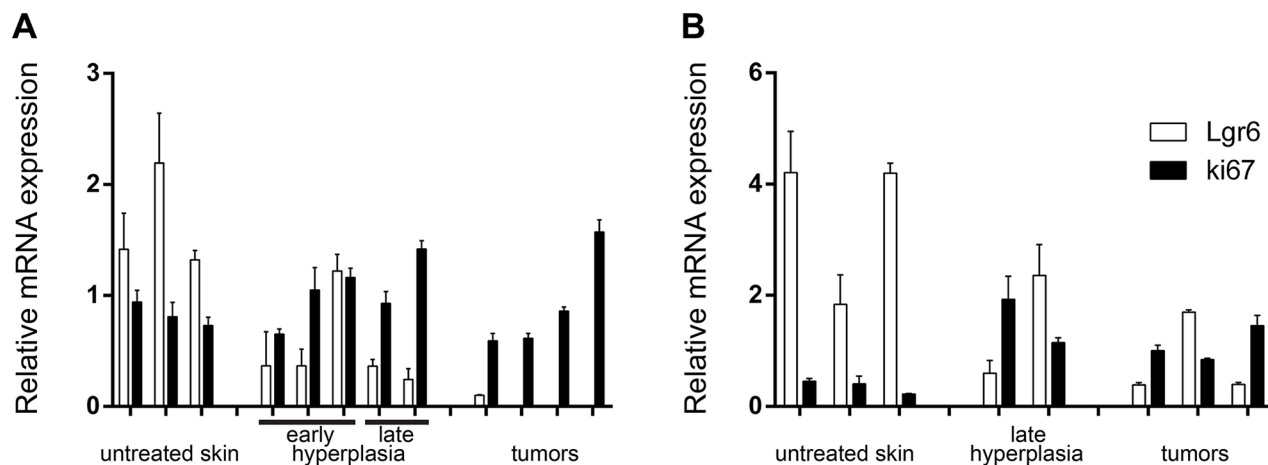 A
Relative mRNA expression
3
2
1
0
untreated skin
early
late
hyperplasia
tumors
B
Relative mRNA expression
6
4
2
0
Lgr6
ki67
untreated skin
late
hyperplasia
tumors